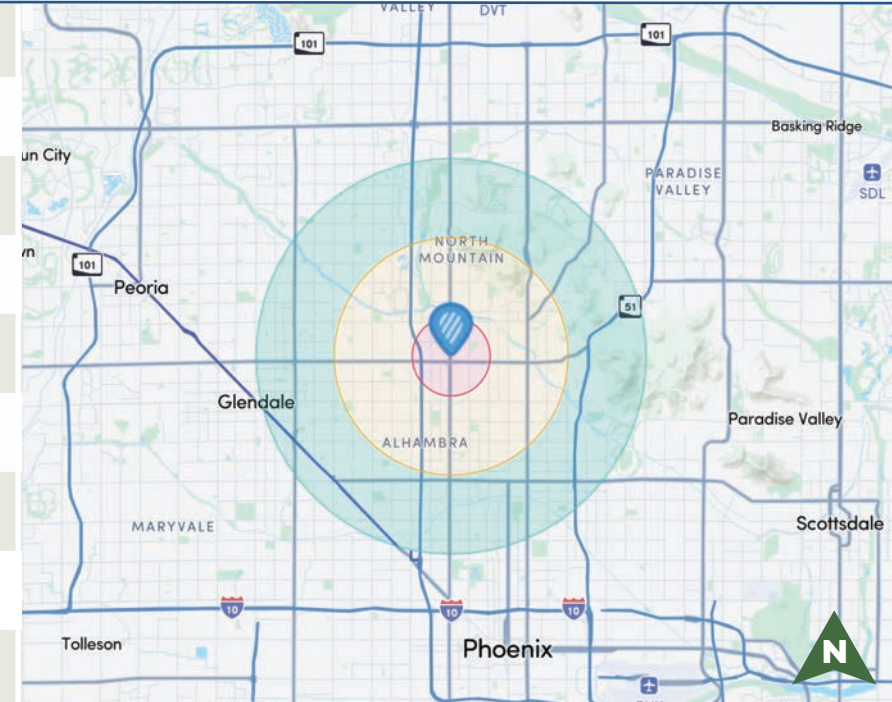 VALLEY
DVT
101
101
Basking Ridge
un City
PARADISE
VALLEY
SDL
NORTH
MOUNTAIN
vn
101
Peoria
51
Glendale
Paradise Valley
ALHAMBRA
MARYVALE
Scottsdale
10
10
10
Tolleson
Phoenix
N